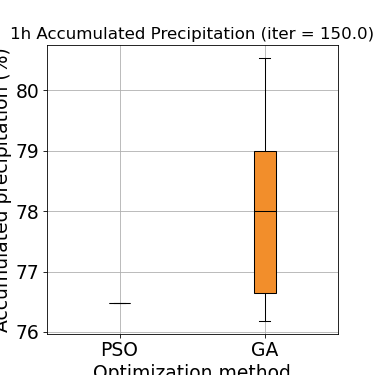 1h Accumulated Precipitation (iter = 150.0)
Accumulated precipitation (%)
80
79
78
77
76
PSO GA
Optimization method